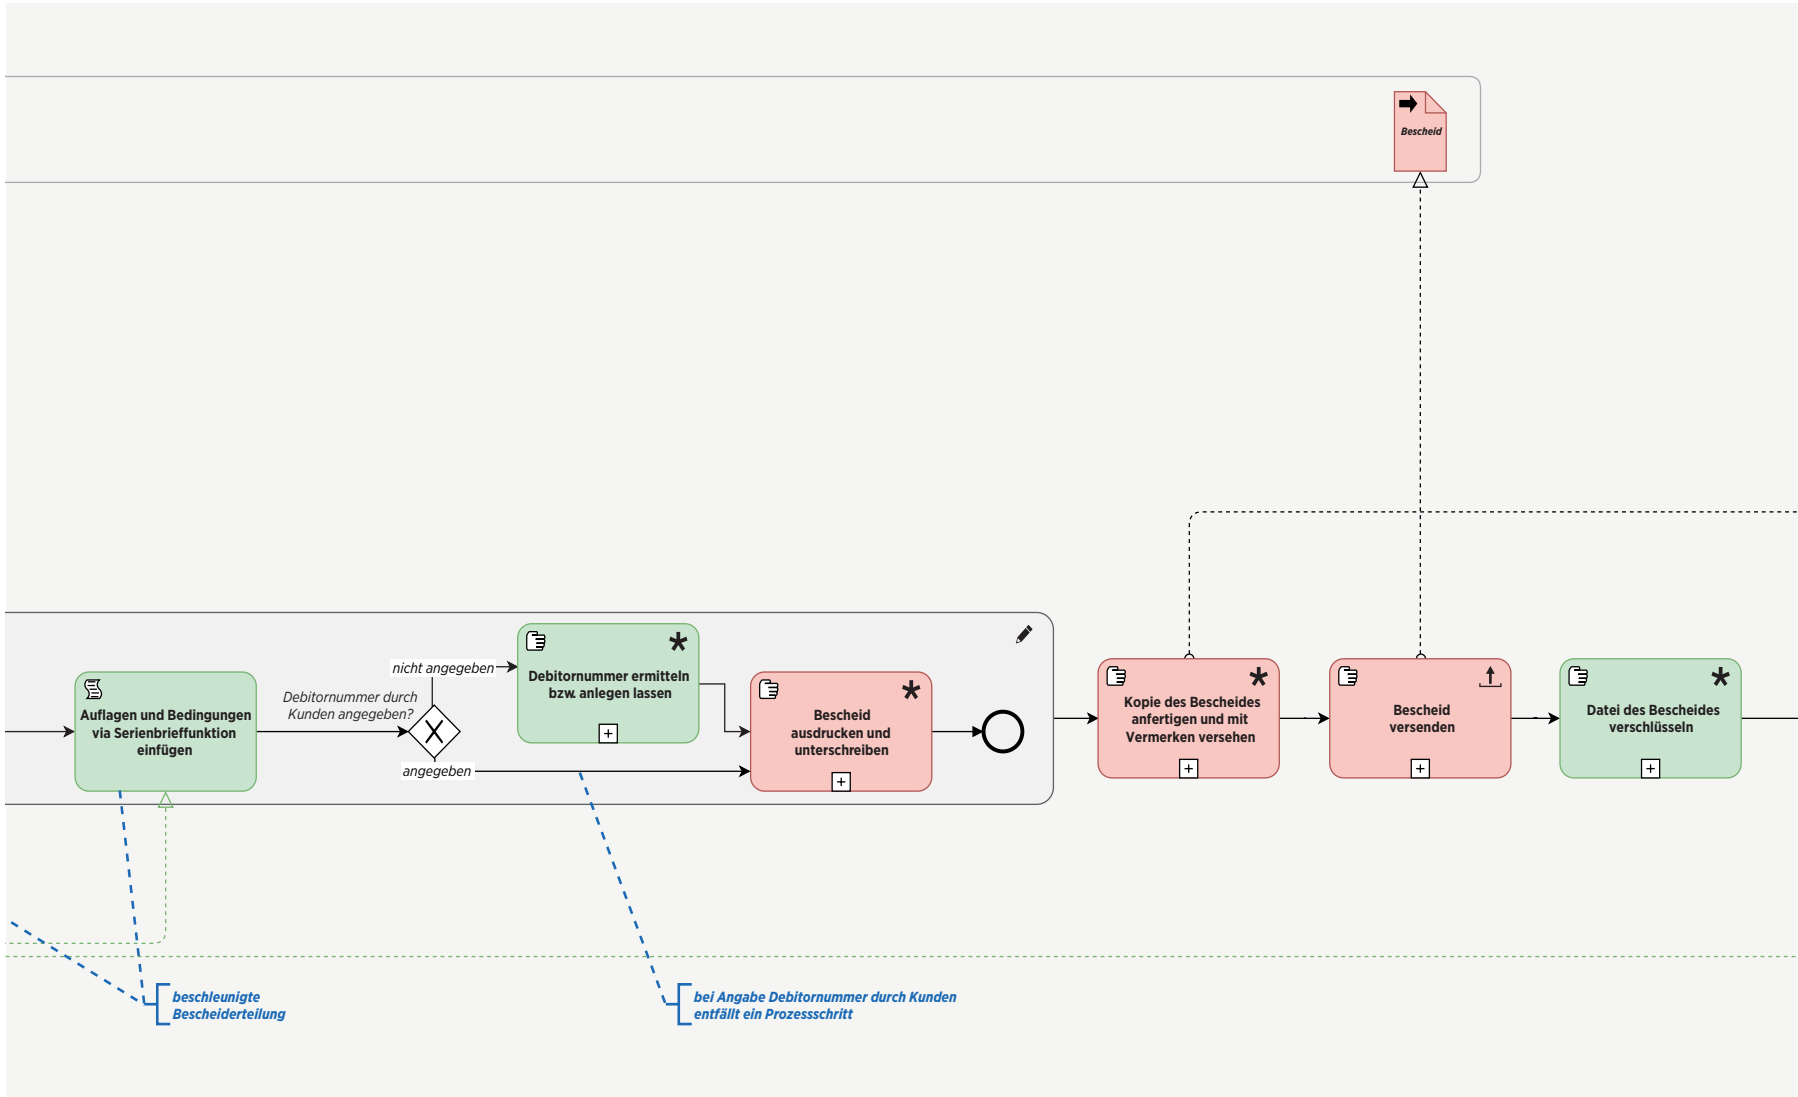 Bescheid
nicht angegeben
Debitornummer durch
Kunden angegeben?
angegeben
Auflagen und Bedingungen
via Serienbrieffunktion
einfügen
Debitornummer ermitteln
bzw. anlegen lassen
Bescheid
ausdrucken und
unterschreiben
Kopie des Bescheides
anfertigen und mit
Vermerken versehen
Bescheid
versenden
Datei des Bescheides
verschlüsseln
beschleunigte
Bescheiderteilung
bei Angabe Debitornummer durch Kunden
entfällt ein Prozessschritt